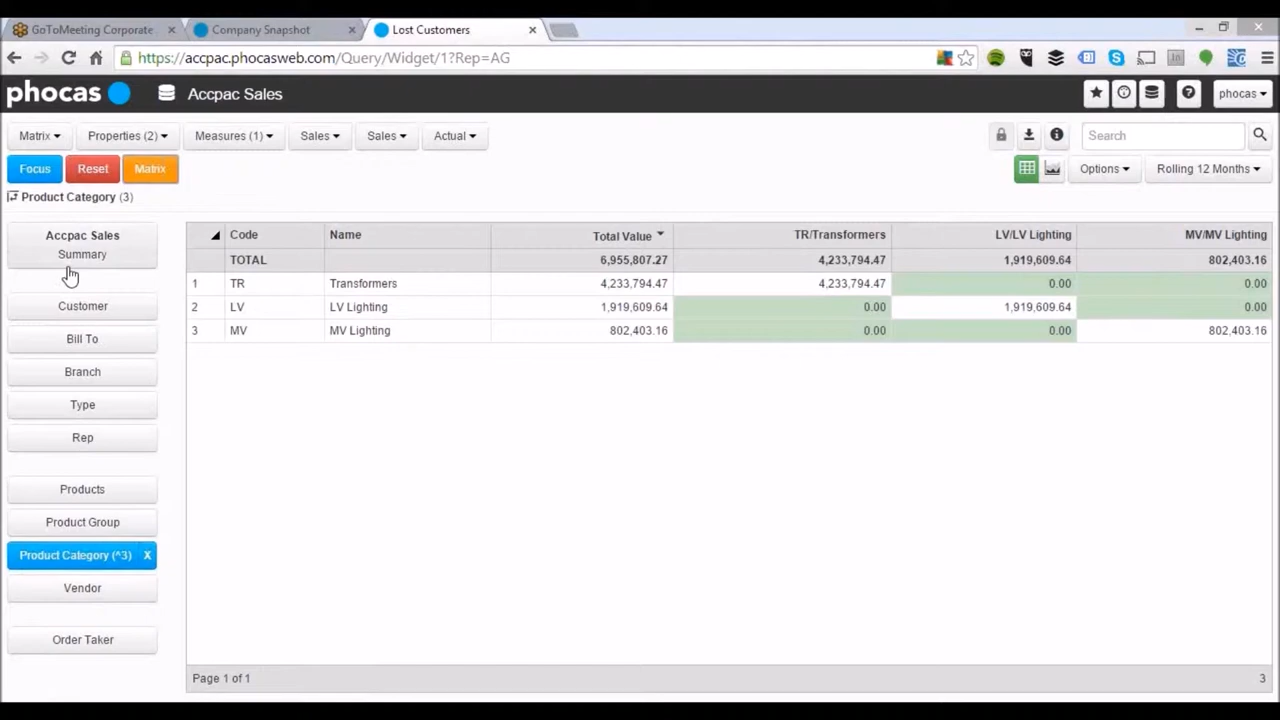 GoToMeeting Corporate
Company Snapshot
Lost Customers
https://accpac.phocasweb.com/Query/Widget/1?Rep=AG
phocas
Accpac Sales
phocas
Matrix
Properties (2)
Measures (1)
Sales
Sales
Actual
Search
Focus
Reset
Matrix
Options
Rolling 12 Months
Product Category (3)
Accpac Sales
Summary
Customer
Bill To
Branch
Type
Rep
Products
Product Group
Product Category (^3) X
Vendor
Order Taker
Code Name Total Value TR/Transformers LV/LV Lighting MV/MV Lighting
TOTAL 6,955,807.27 4,233,794.47 1,919,609.64 802,403.16
1 TR Transformers 4,233,794.47 4,233,794.47 0.00 0.00
2 LV LV Lighting 1,919,609.64 0.00 1,919,609.64 0.00
3 MV MV Lighting 802,403.16 0.00 0.00 802,403.16
Page 1 of 1 3